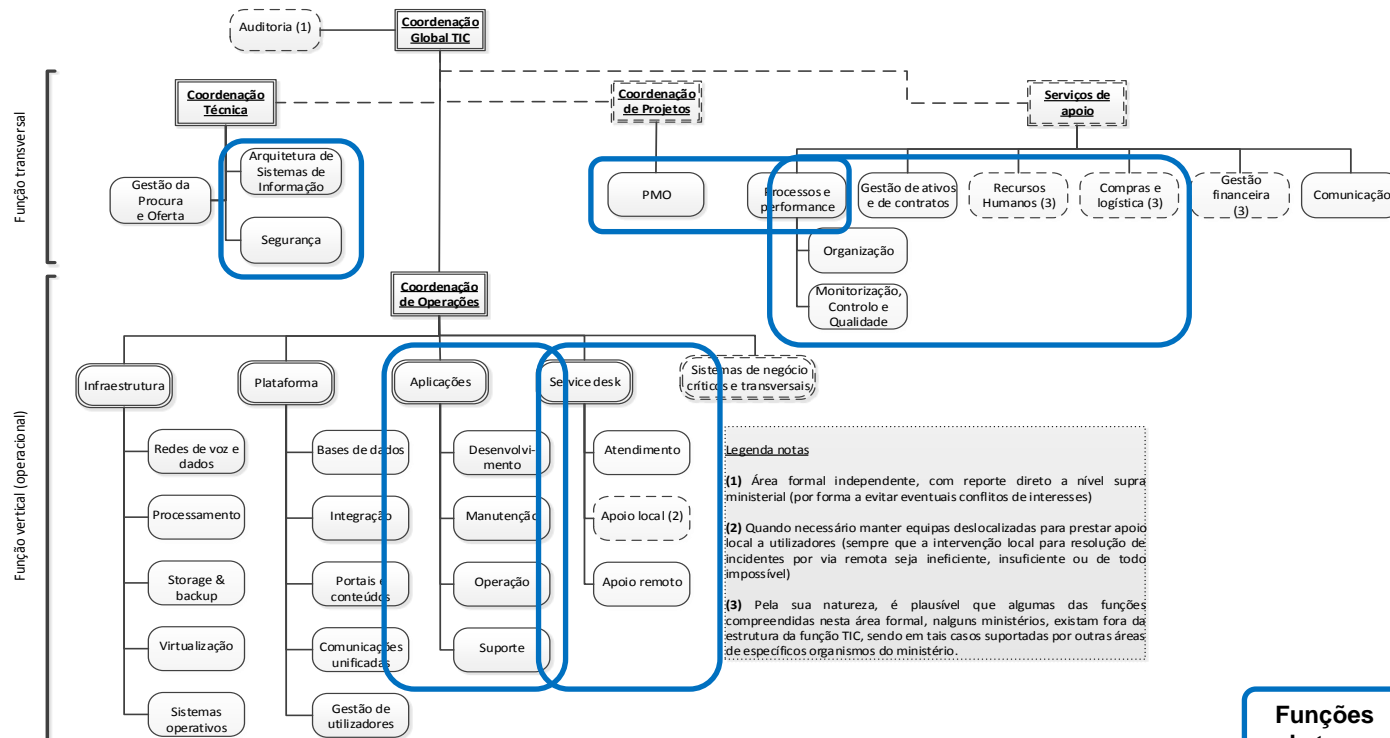 Auditoria (1)
Coordenação
Global TIC
Função transversal
Coordenação
Técnica
Coordenação
de Projetos
Serviços de
apoio
Arquitetura de
Sistemas de
Informação
Gestão da
Procura
e Oferta
Segurança
PMO
Processos e
performance
Gestão de ativos
e de contratos
Recursos
Humanos (3)
Compras e
logística (3)
Gestão
financeira
(3)
Comunicação
Organização
Monitorização,
Controlo e
Qualidade
Função vertical (operacional)
Coordenação
de Operações
Infraestrutura
Plataforma
Aplicações
Service desk
Sistemas de negócio
críticos e transversais
Redes de voz e
dados
Processamento
Storage &
backup
Virtualização
Sistemas
operativos
Bases de dados
Integração
Portais e
conteúdos
Comunicações
unificadas
Gestão de
utilizadores
Desenvolvi-
mento
Manutenção
Operação
Suporte
Atendimento
Apoio local (2)
Apoio remoto
Legenda notas
(1) Área formal independente, com reporte direto a nível supra
ministerial (por forma a evitar eventuais conflitos de interesses)
(2) Quando necessário manter equipas deslocalizadas para prestar apoio
local a utilizadores (sempre que a intervenção local para resolução de
incidentes por via remota seja ineficiente, insuficiente ou de todo
impossível)
(3) Pela sua natureza, é plausível que algumas das funções
compreendidas nesta área formal, nalguns ministérios, existam fora da
estrutura da função TIC, sendo em tais casos suportadas por outras áreas
de específicos organismos do ministério.
Funções